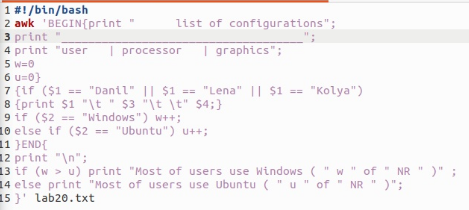 1 #!/bin/bash
2 awk 'BEGIN{print "      list of configurations";
3 print "___________________________________";
4 print "user   | processor   | graphics";
5 w=0
6 u=0}
7 {if ($1 == "Danil" || $1 == "Lena" || $1 == "Kolya")
8 {print $1 "\t " $3 "\t \t" $4;}
9 if ($2 == "Windows") w++;
10 else if ($2 == "Ubuntu") u++;
11 }END{
12 print "\n";
13 if (w > u) print "Most of users use Windows ( " w " of " NR " )" ;
14 else print "Most of users use Ubuntu ( " u " of " NR " )";
15 }' lab20.txt